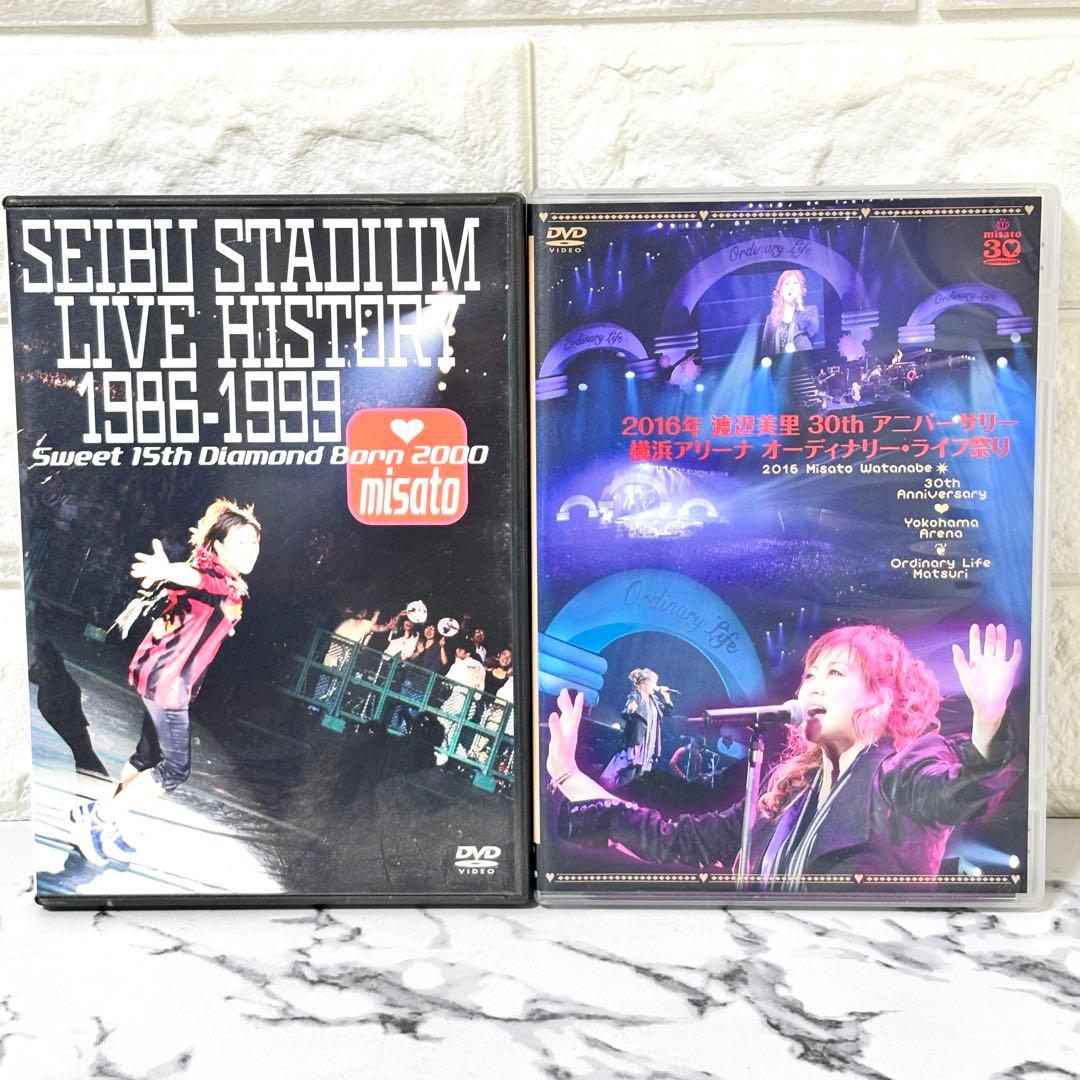 SEIBU STADIUM
LIVE HISTORY
1986-1999
Sweet 15th Diamond Born 2000
misato
DVD
VIDEO
DVD
VIDEO
misato
30
ANNIVERSARY
Ordinary Life
Ordinary Life
Ordinary Life
2016年 渡辺美里 30th アニバーサリー
横浜アリーナ オーディナリー・ライフ祭り
2016 Misato Watanabe
30th
Anniversary
Yokohama
Arena
Ordinary Life
Matsuri
Ordinary Life